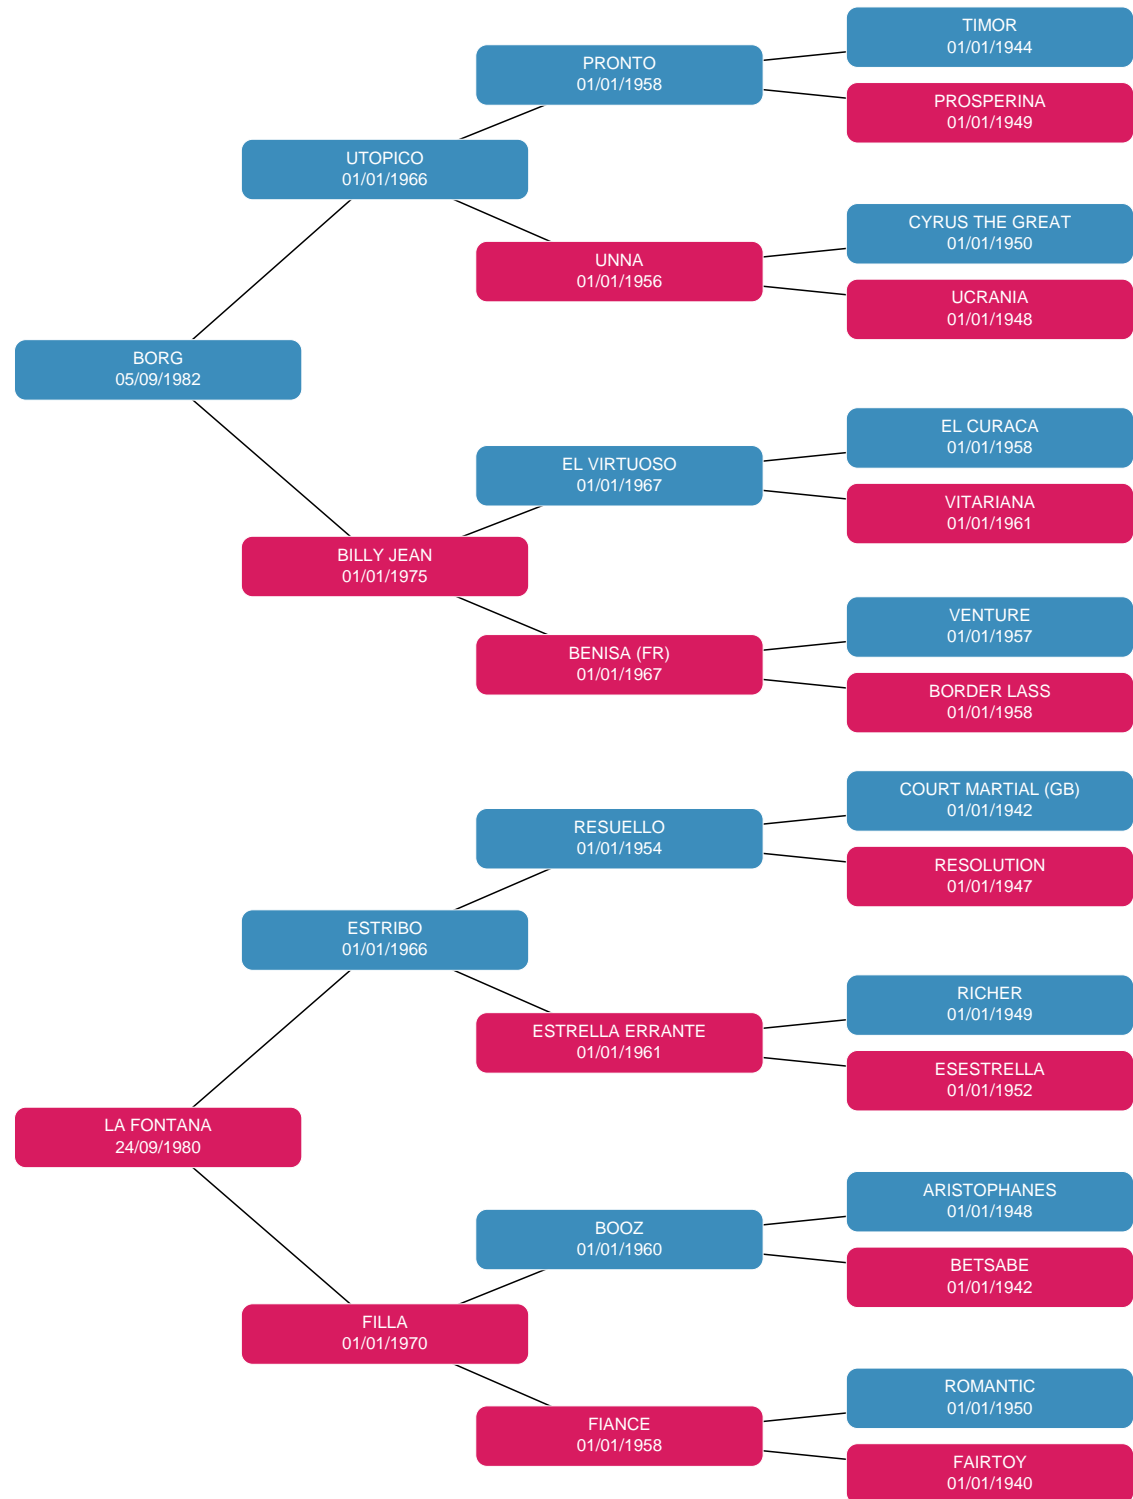 TIMOR
01/01/1944
PRONTO
01/01/1958
PROSPERINA
01/01/1949
UTOPICO
01/01/1966
CYRUS THE GREAT
01/01/1950
UNNA
01/01/1956
UCRANIA
01/01/1948
BORG
05/09/1982
EL CURACA
01/01/1958
EL VIRTUOSO
01/01/1967
VITARIANA
01/01/1961
BILLY JEAN
01/01/1975
VENTURE
01/01/1957
BENISA (FR)
01/01/1967
BORDER LASS
01/01/1958
COURT MARTIAL (GB)
01/01/1942
RESUELLO
01/01/1954
RESOLUTION
01/01/1947
ESTRIBO
01/01/1966
RICHER
01/01/1949
ESTRELLA ERRANTE
01/01/1961
ESESTRELLA
01/01/1952
LA FONTANA
24/09/1980
ARISTOPHANES
01/01/1948
BOOZ
01/01/1960
BETSABE
01/01/1942
FILLA
01/01/1970
ROMANTIC
01/01/1950
FIANCE
01/01/1958
FAIRTOY
01/01/1940